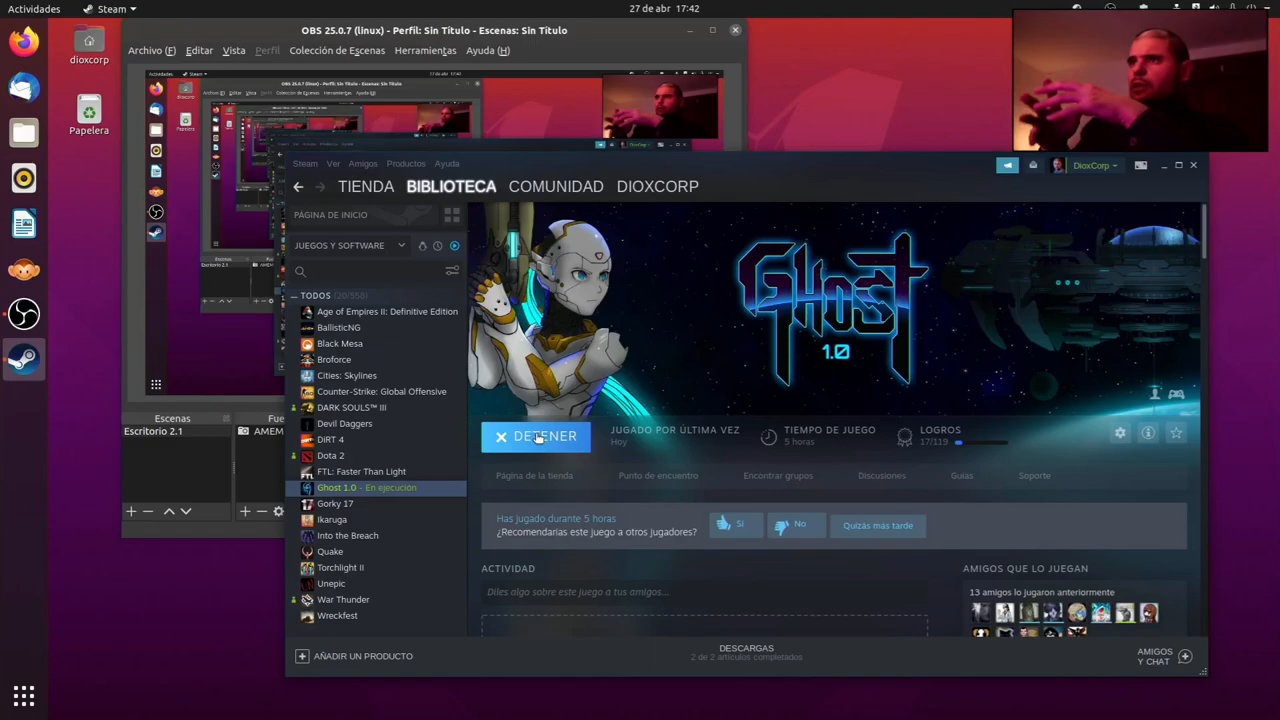 Actividades
Steam
27 de abr 17:42
dioxcorp
Papelera
OBS 25.0.7 (linux) - Perfil: Sin Título - Escenas: Sin Título
Archivo (F)
Editar
Vista
Perfil
Colección de Escenas
Herramientas
Ayuda (H)
Escenas
Fue
Escritorio 2.1
AMEM
Steam
Ver
Amigos
Productos
Ayuda
DioxCorp
TIENDA
BIBLIOTECA
COMUNIDAD
DIOXCORP
PÁGINA DE INICIO
JUEGOS Y SOFTWARE
TODOS (20/558)
Age of Empires II: Definitive Edition
BallisticNG
Black Mesa
Broforce
Cities: Skylines
Counter-Strike: Global Offensive
DARK SOULS™ III
Devil Daggers
DiRT 4
Dota 2
FTL: Faster Than Light
Ghost 1.0 - En ejecución
Gorky 17
Ikaruga
Into the Breach
Quake
Torchlight II
Unepic
War Thunder
Wreckfest
GHOST
1.0
DETENER
JUGADO POR ÚLTIMA VEZ
Hoy
TIEMPO DE JUEGO
5 horas
LOGROS
17/119
Página de la tienda
Punto de encuentro
Encontrar grupos
Discusiones
Guías
Soporte
Has jugado durante 5 horas
¿Recomendarías este juego a otros jugadores?
Sí
No
Quizás más tarde
ACTIVIDAD
Diles algo sobre este juego a tus amigos...
AMIGOS QUE LO JUEGAN
13 amigos lo jugaron anteriormente
AÑADIR UN PRODUCTO
DESCARGAS
2 de 2 artículos completados
AMIGOS
Y CHAT